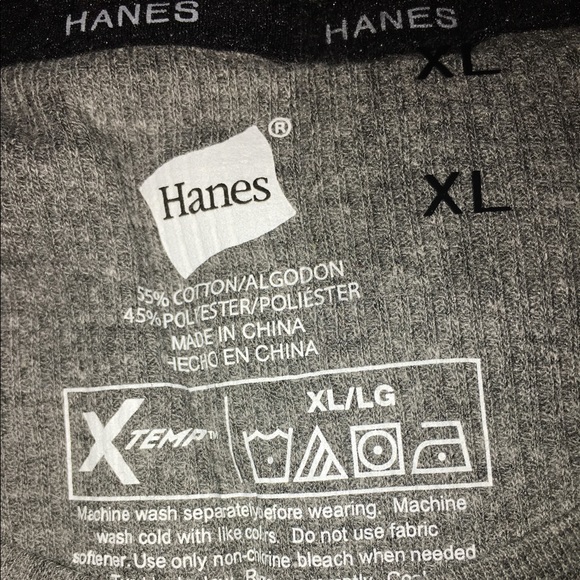 HANES HANES
XL
®
Hanes
XL
55% COTTON/ALGODON
45% POLYESTER/POLIÉSTER
MADE IN CHINA
HECHO EN CHINA
X TEMP XL/LG
Machine wash separately before wearing. Machine
wash cold with like colors. Do not use fabric
softener. Use only non-chlorine bleach when needed